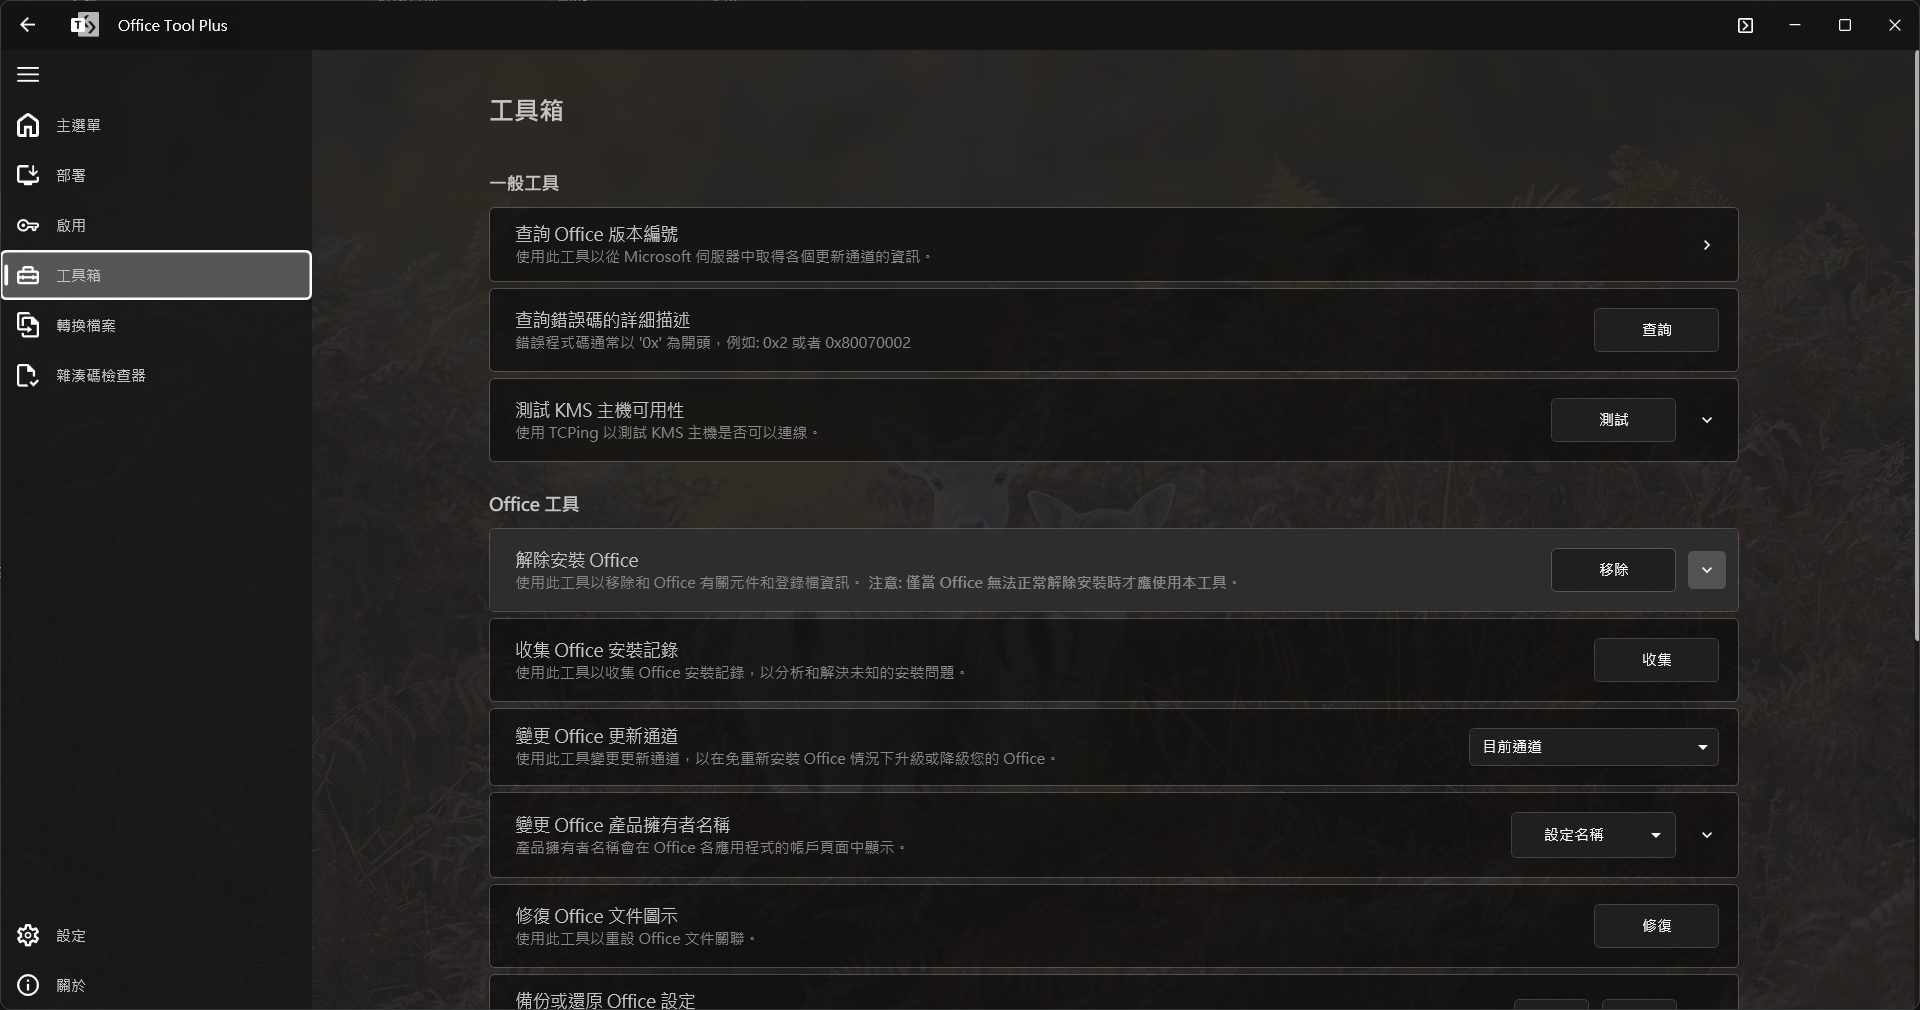 Office Tool Plus
主選單
部署
啟用
工具箱
轉換檔案
雜湊碼檢查器
設定
關於
工具箱
一般工具
查詢 Office 版本編號
使用此工具以從 Microsoft 伺服器中取得各個更新通道的資訊。
查詢錯誤碼的詳細描述
錯誤程式碼通常以 '0x' 為開頭，例如: 0x2 或者 0x80070002
查詢
測試 KMS 主機可用性
使用 TCPing 以測試 KMS 主機是否可以連線。
測試
Office 工具
解除安裝 Office
使用此工具以移除和 Office 有關元件和登錄檔資訊。 注意: 僅當 Office 無法正常解除安裝時才應使用本工具。
移除
收集 Office 安裝記錄
使用此工具以收集 Office 安裝記錄，以分析和解決未知的安裝問題。
收集
變更 Office 更新通道
使用此工具變更更新通道，以在免重新安裝 Office 情況下升級或降級您的 Office。
目前通道
變更 Office 產品擁有者名稱
產品擁有者名稱會在 Office 各應用程式的帳戶頁面中顯示。
設定名稱
修復 Office 文件圖示
使用此工具以重設 Office 文件關聯。
修復
備份或還原 Office 設定